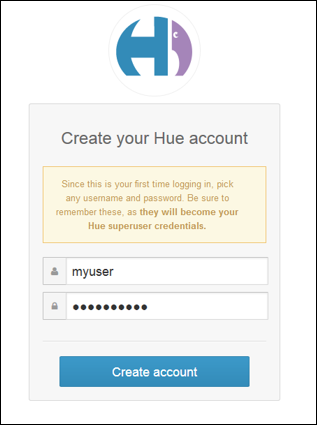 Create your Hue account
Since this is your first time logging in, pick
any username and password. Be sure to
remember these, as they will become your
Hue superuser credentials.
myuser
●●●●●●●●●●
Create account